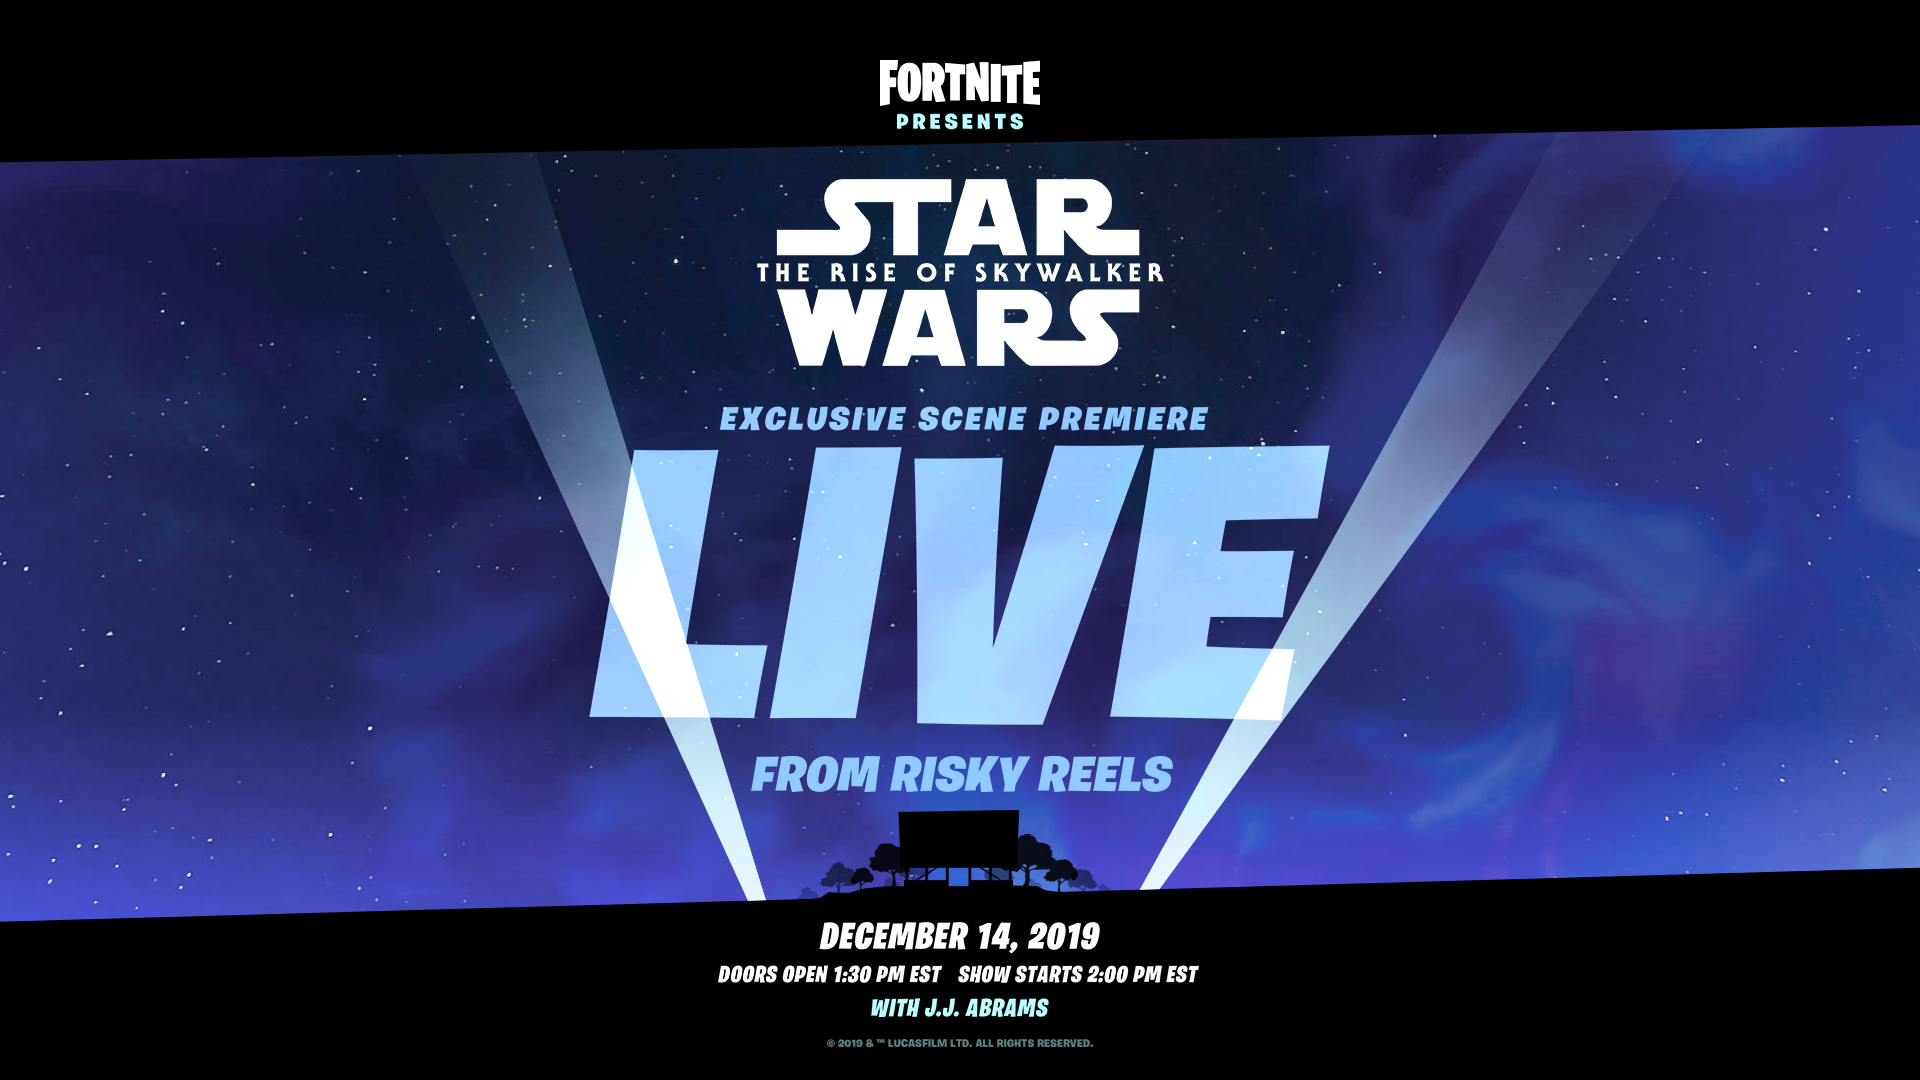 FORTNITE
PRESENTS
STAR
THE RISE OF SKYWALKER
WARS
EXCLUSIVE SCENE PREMIERE
LIVE
FROM RISKY REELS
DECEMBER 14, 2019
DOORS OPEN 1:30 PM EST SHOW STARTS 2:00 PM EST
WITH J.J. ABRAMS
© 2019 & ™ LUCASFILM LTD. ALL RIGHTS RESERVED.